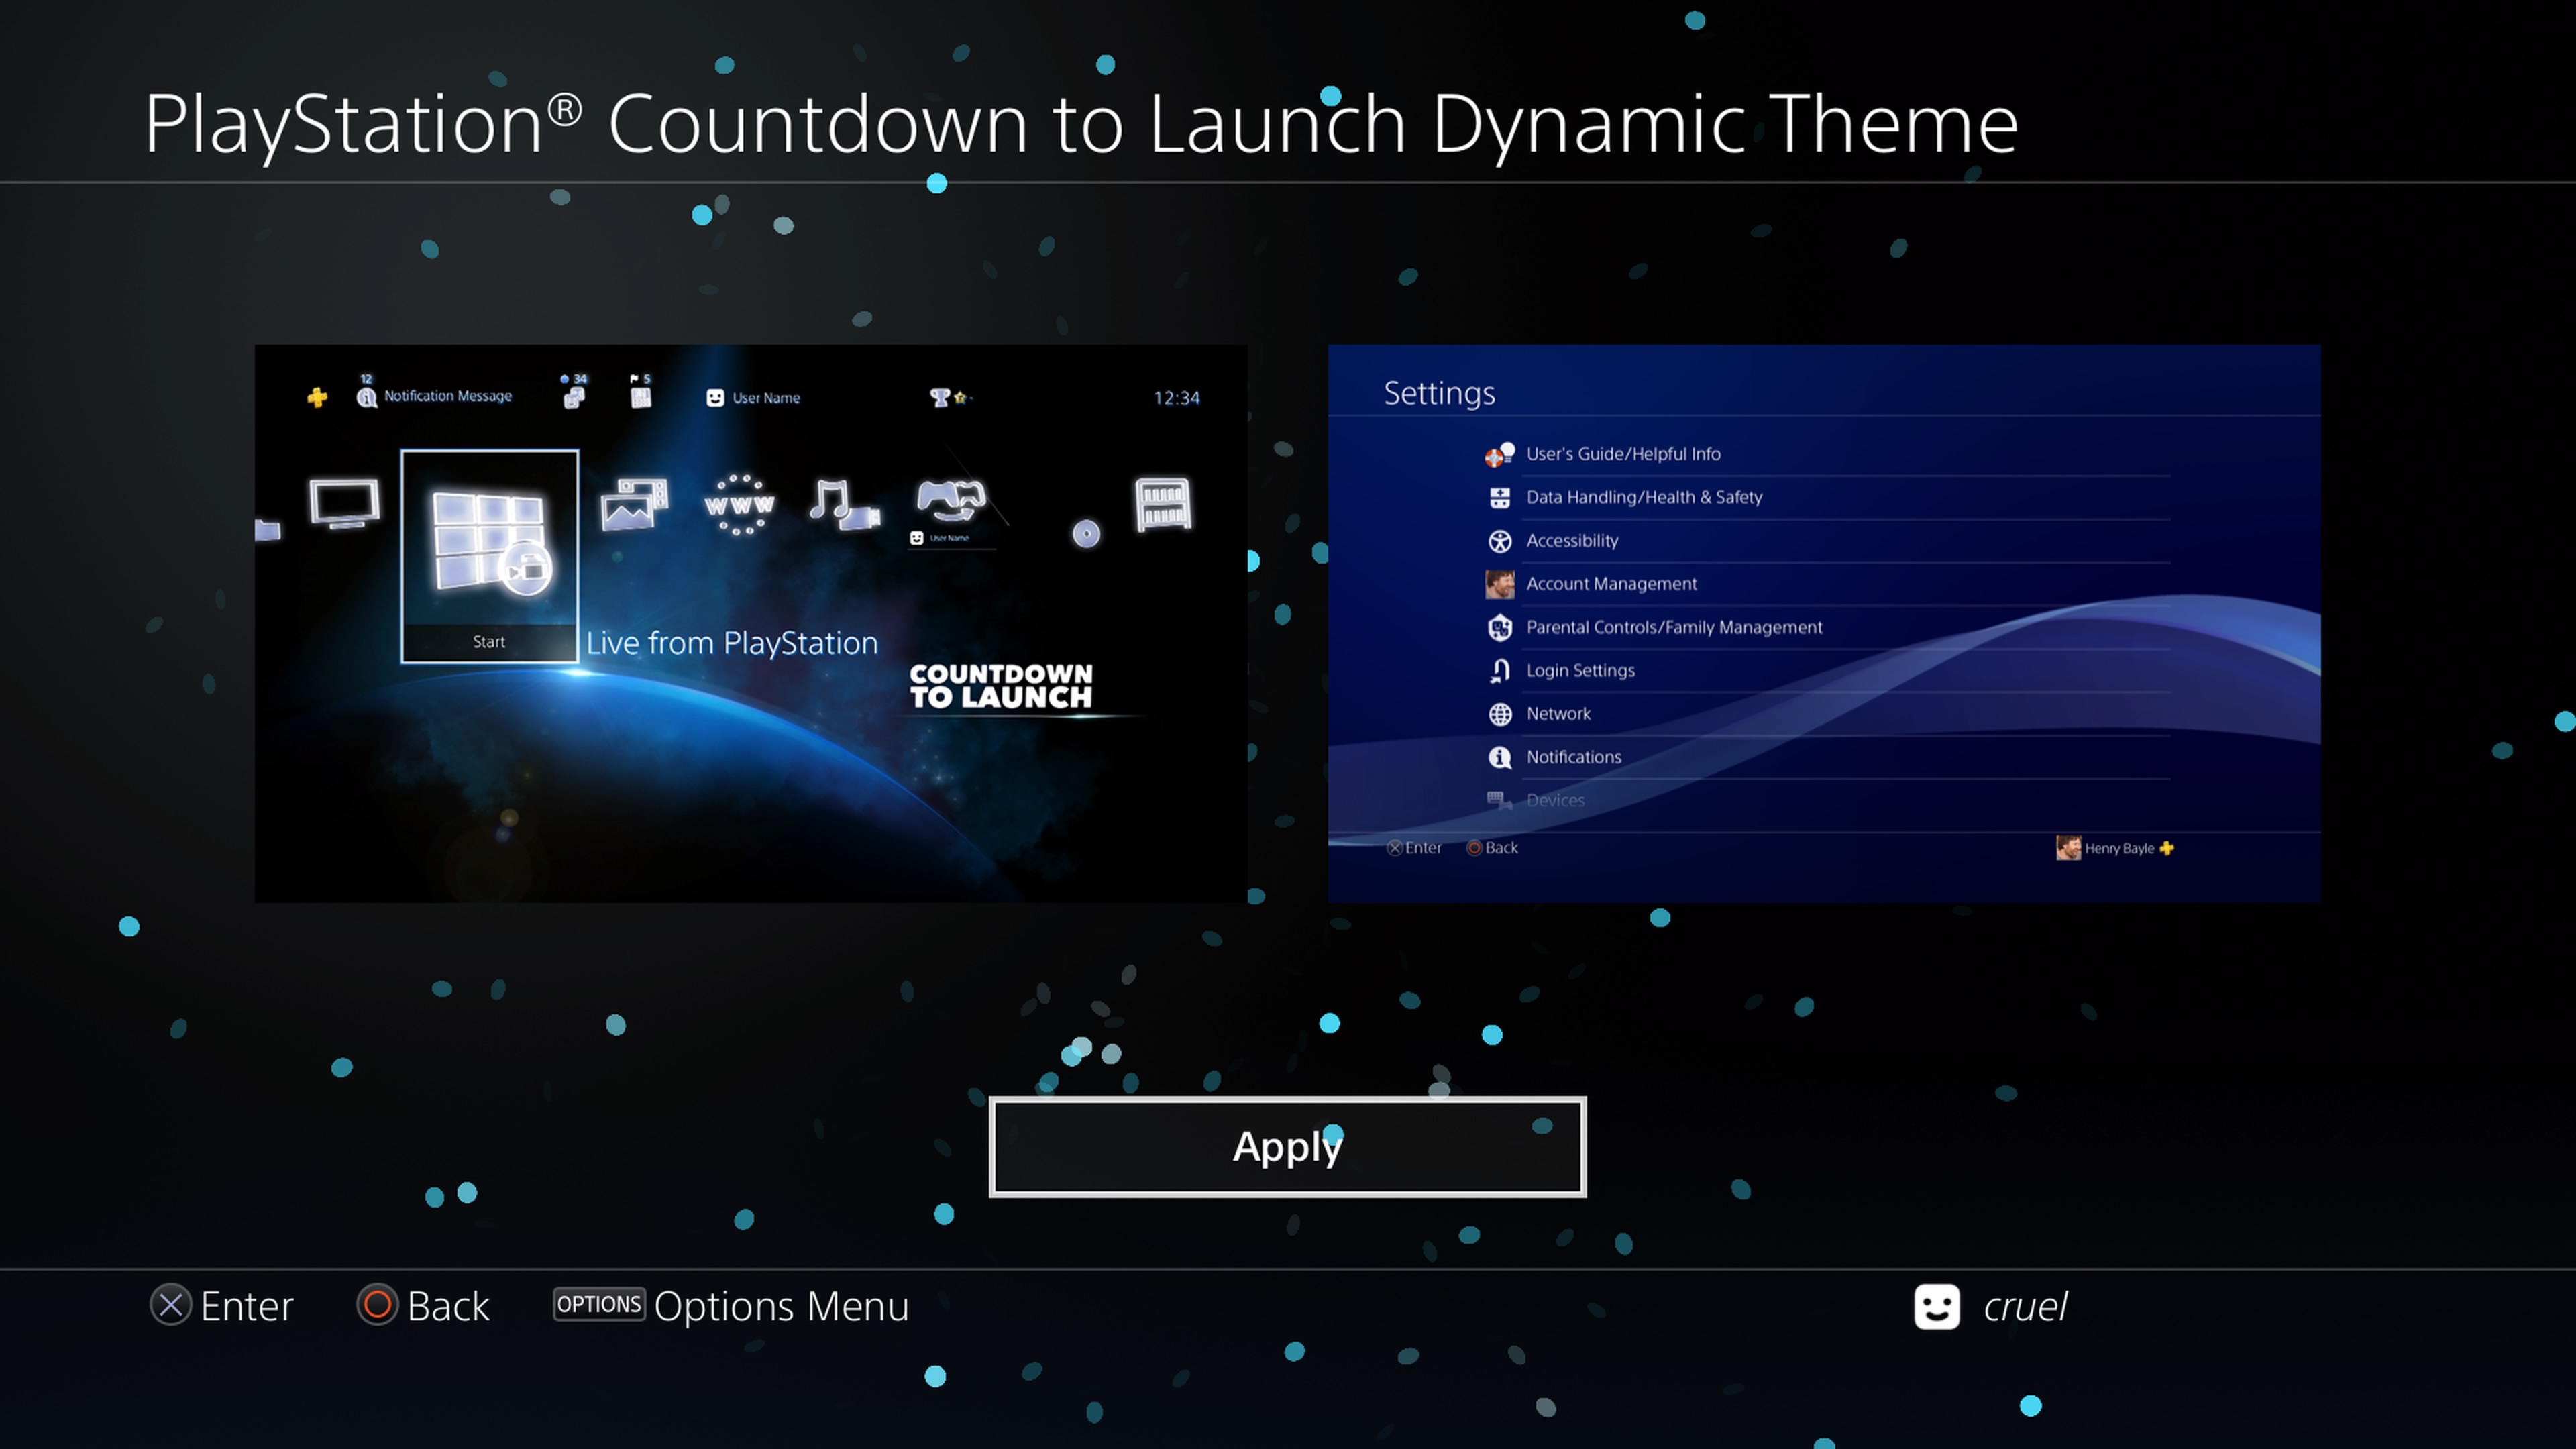 PlayStation® Countdown to Launch Dynamic Theme
12
34
5
Notification Message
User Name
12:34
www
User Name
Start
Live from PlayStation
COUNTDOWN
TO LAUNCH
Settings
User's Guide/Helpful Info
Data Handling/Health & Safety
Accessibility
Account Management
Parental Controls/Family Management
Login Settings
Network
Notifications
Devices
Enter
Back
Henry Bayle
Apply
Enter
Back
OPTIONS Options Menu
cruel